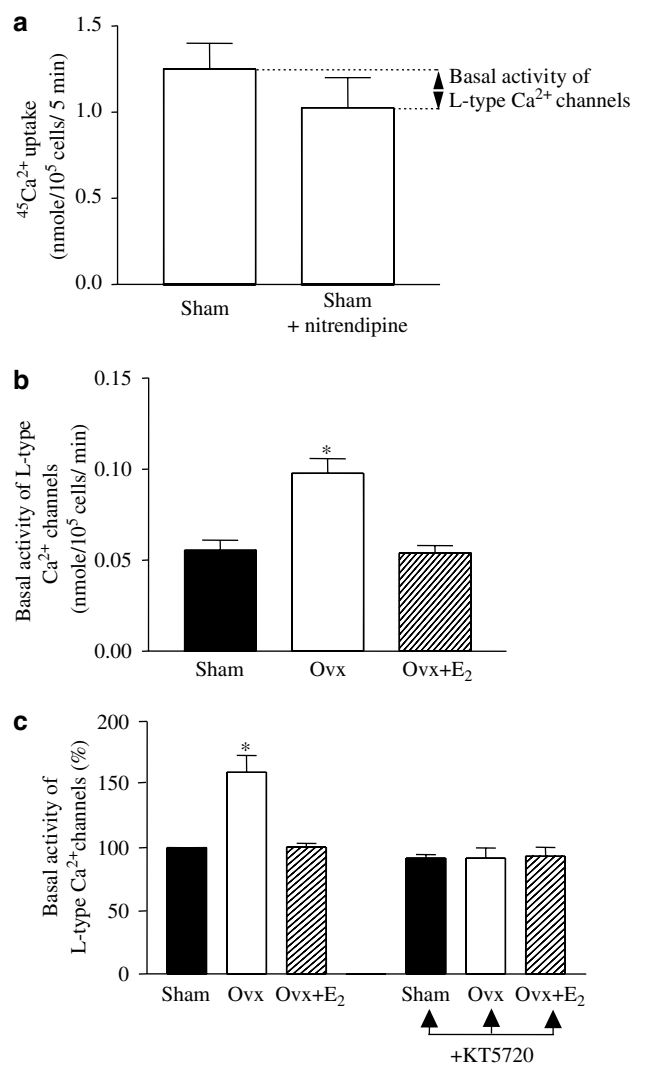 a
1.5
1.0
0.5
0.0
⁴⁵Ca²⁺ uptake
(nmole/10⁵ cells/ 5 min)
Basal activity of
L-type Ca²⁺ channels
Sham
Sham
+ nitrendipine
b
0.15
0.10
0.05
0.00
Basal activity of L-type
Ca²⁺ channels
(nmole/10⁵ cells/ min)
*
Sham Ovx Ovx+E₂
c
200
150
100
50
0
Basal activity of
L-type Ca²⁺channels (%)
*
Sham Ovx Ovx+E₂ Sham Ovx Ovx+E₂
+KT5720